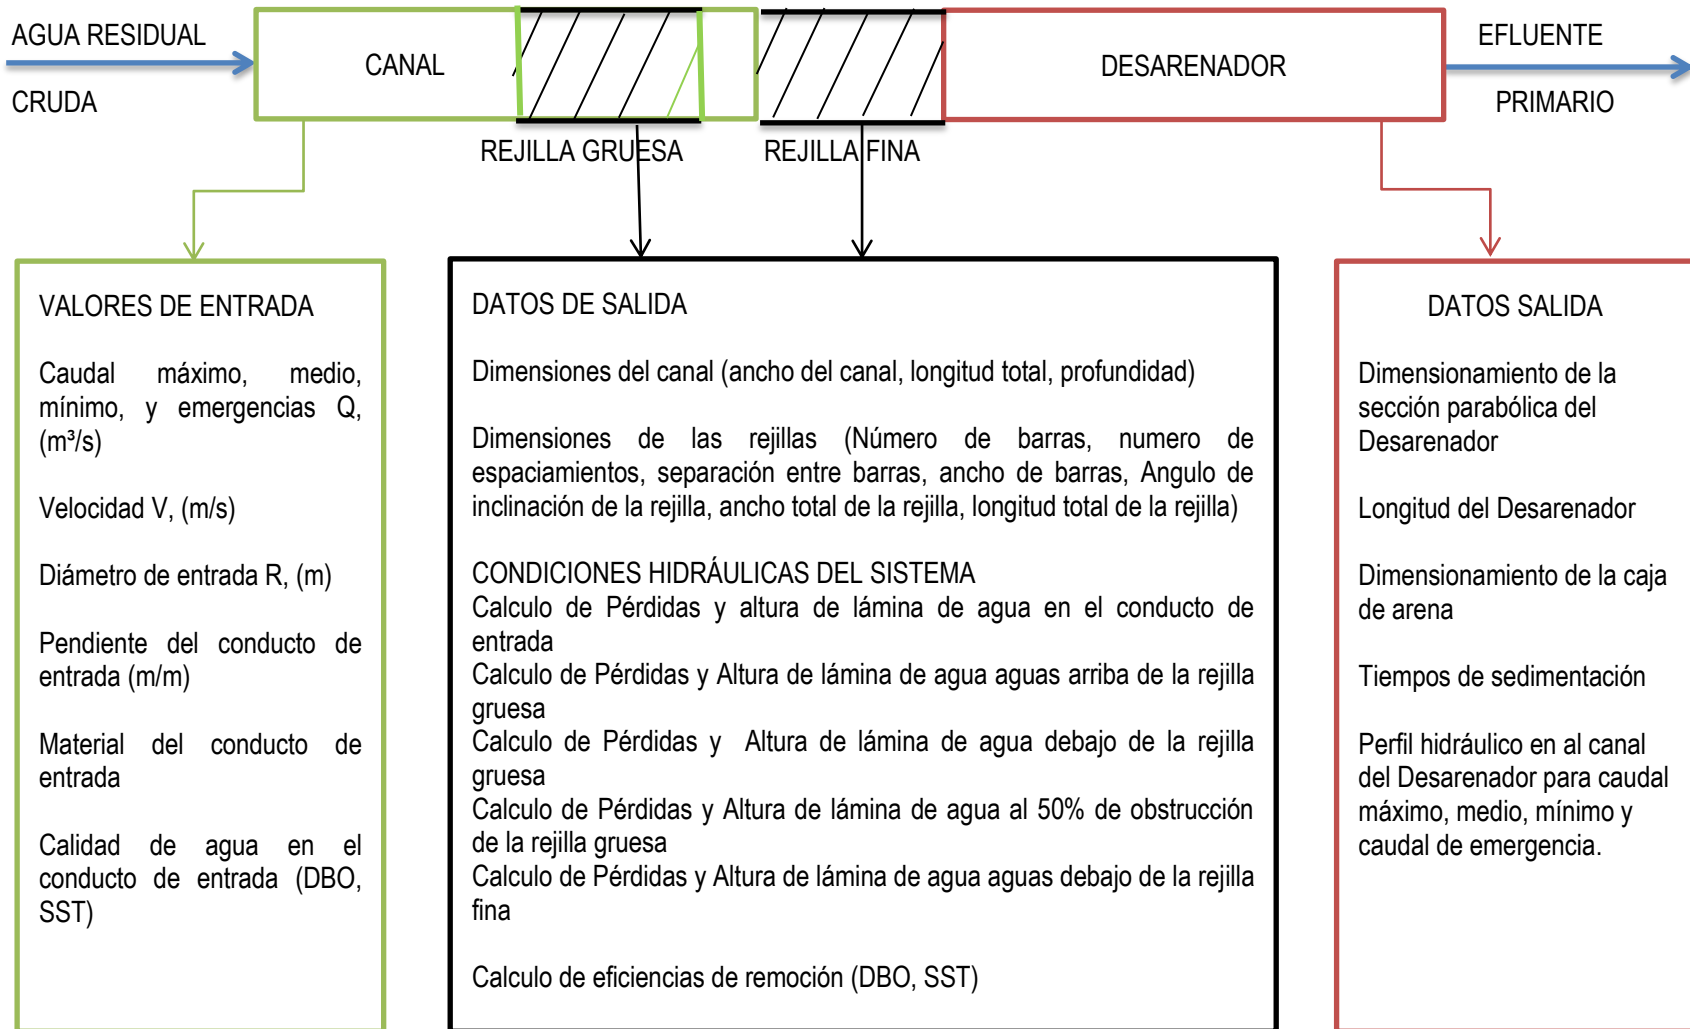 AGUA RESIDUAL
CRUDA
CANAL
DESARENADOR
EFLUENTE
PRIMARIO
REJILLA GRUESA
REJILLA FINA
VALORES DE ENTRADA
Caudal máximo, medio,
mínimo, y emergencias Q,
(m³/s)
Velocidad V, (m/s)
Diámetro de entrada R, (m)
Pendiente del conducto de
entrada (m/m)
Material del conducto de
entrada
Calidad de agua en el
conducto de entrada (DBO,
SST)
DATOS DE SALIDA
Dimensiones del canal (ancho del canal, longitud total, profundidad)
Dimensiones de las rejillas (Número de barras, numero de
espaciamientos, separación entre barras, ancho de barras, Angulo de
inclinación de la rejilla, ancho total de la rejilla, longitud total de la rejilla)
CONDICIONES HIDRÁULICAS DEL SISTEMA
Calculo de Pérdidas y altura de lámina de agua en el conducto de
entrada
Calculo de Pérdidas y Altura de lámina de agua aguas arriba de la rejilla
gruesa
Calculo de Pérdidas y Altura de lámina de agua debajo de la rejilla
gruesa
Calculo de Pérdidas y Altura de lámina de agua al 50% de obstrucción
de la rejilla gruesa
Calculo de Pérdidas y Altura de lámina de agua aguas debajo de la rejilla
fina
Calculo de eficiencias de remoción (DBO, SST)
DATOS SALIDA
Dimensionamiento de la
sección parabólica del
Desarenador
Longitud del Desarenador
Dimensionamiento de la caja
de arena
Tiempos de sedimentación
Perfil hidráulico en al canal
del Desarenador para caudal
máximo, medio, mínimo y
caudal de emergencia.